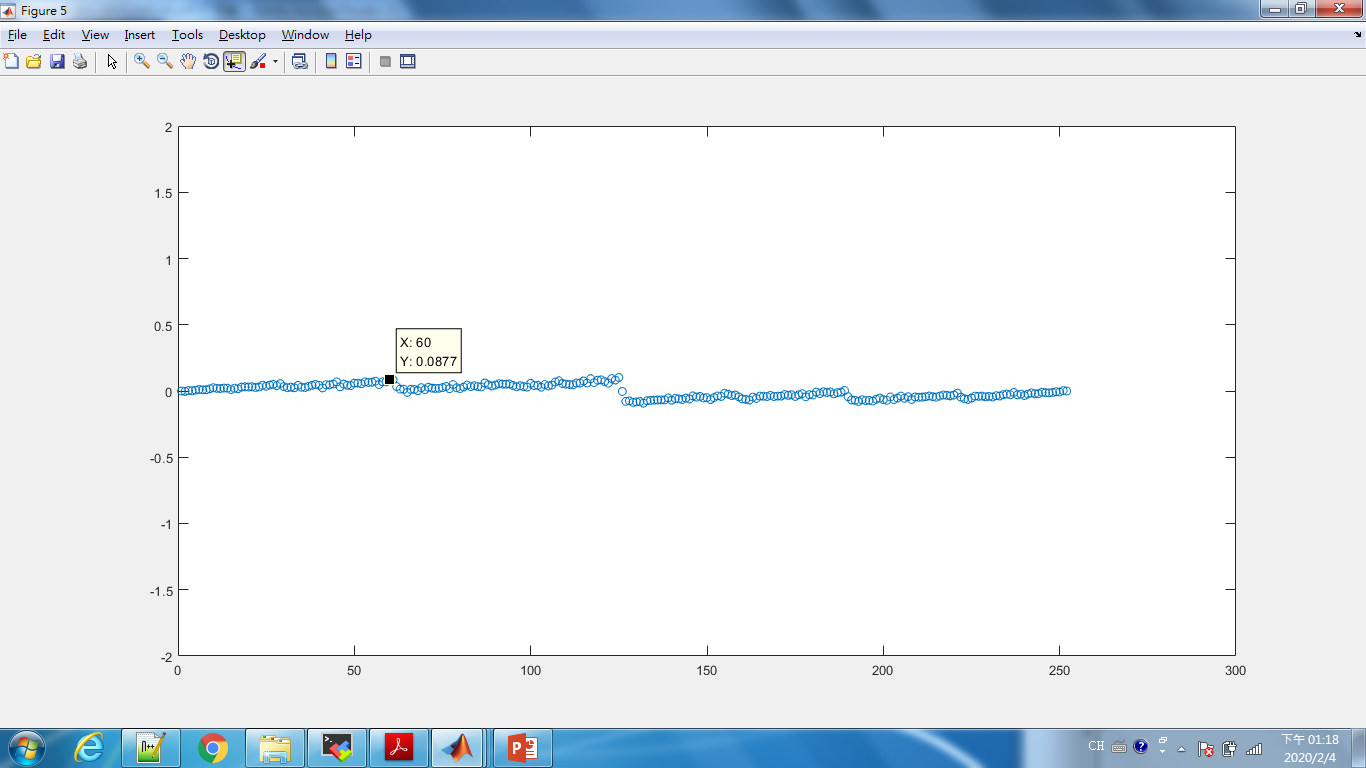 Figure 5
File Edit View Insert Tools Desktop Window Help
2
1.5
1
0.5
0
-0.5
-1
-1.5
-2
X: 60
Y: 0.0877
0 50 100 150 200 250 300
CH
下午 01:18
2020/2/4